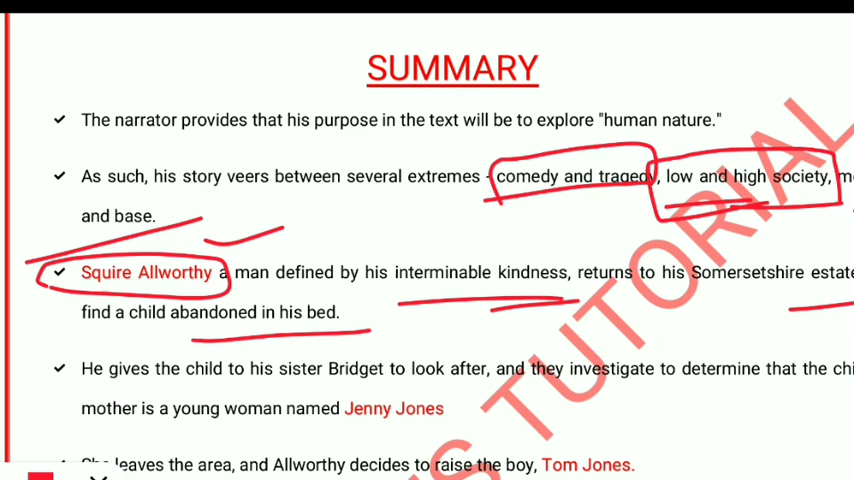 SUMMARY
The narrator provides that his purpose in the text will be to explore "human nature."
As such, his story veers between several extremes - comedy and tragedy, low and high society,
and base.
Squire Allworthy a man defined by his interminable kindness, returns to his Somersetshire estate
find a child abandoned in his bed.
He gives the child to his sister Bridget to look after, and they investigate to determine that the
mother is a young woman named Jenny Jones
She leaves the area, and Allworthy decides to raise the boy, Tom Jones.
TUTORIAL